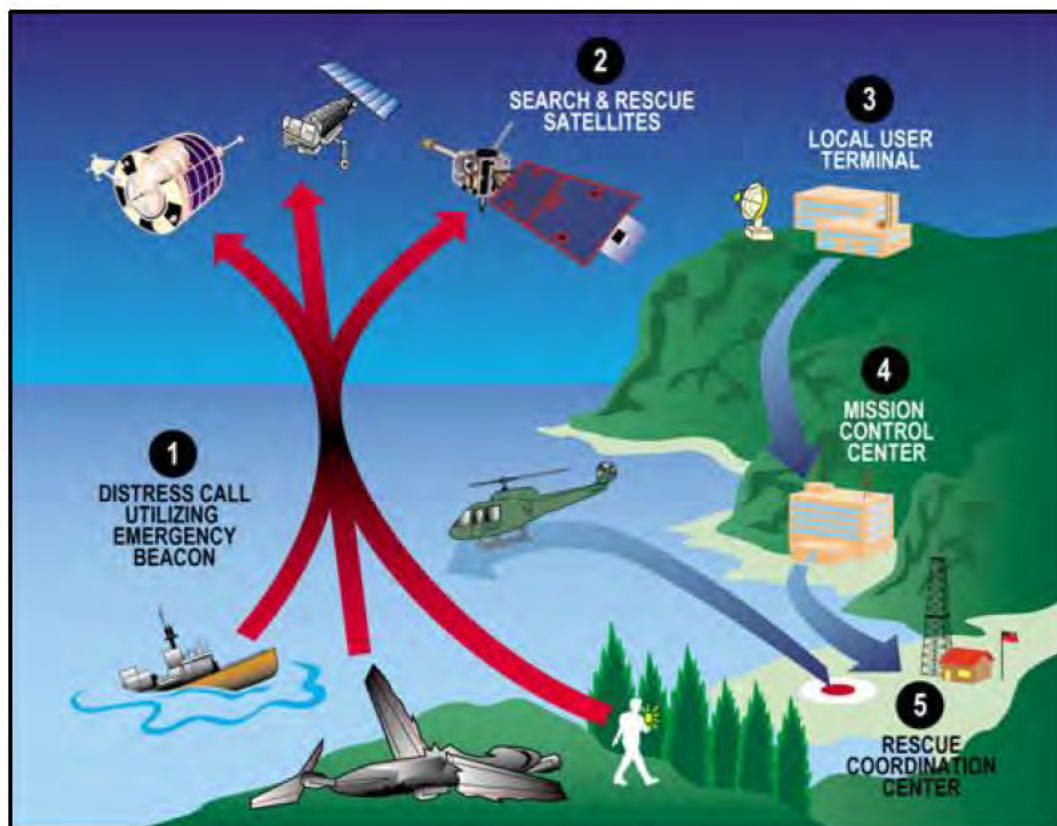 1
DISTRESS CALL
UTILIZING
EMERGENCY
BEACON
2
SEARCH & RESCUE
SATELLITES
3
LOCAL USER
TERMINAL
4
MISSION
CONTROL
CENTER
5
RESCUE
COORDINATION
CENTER